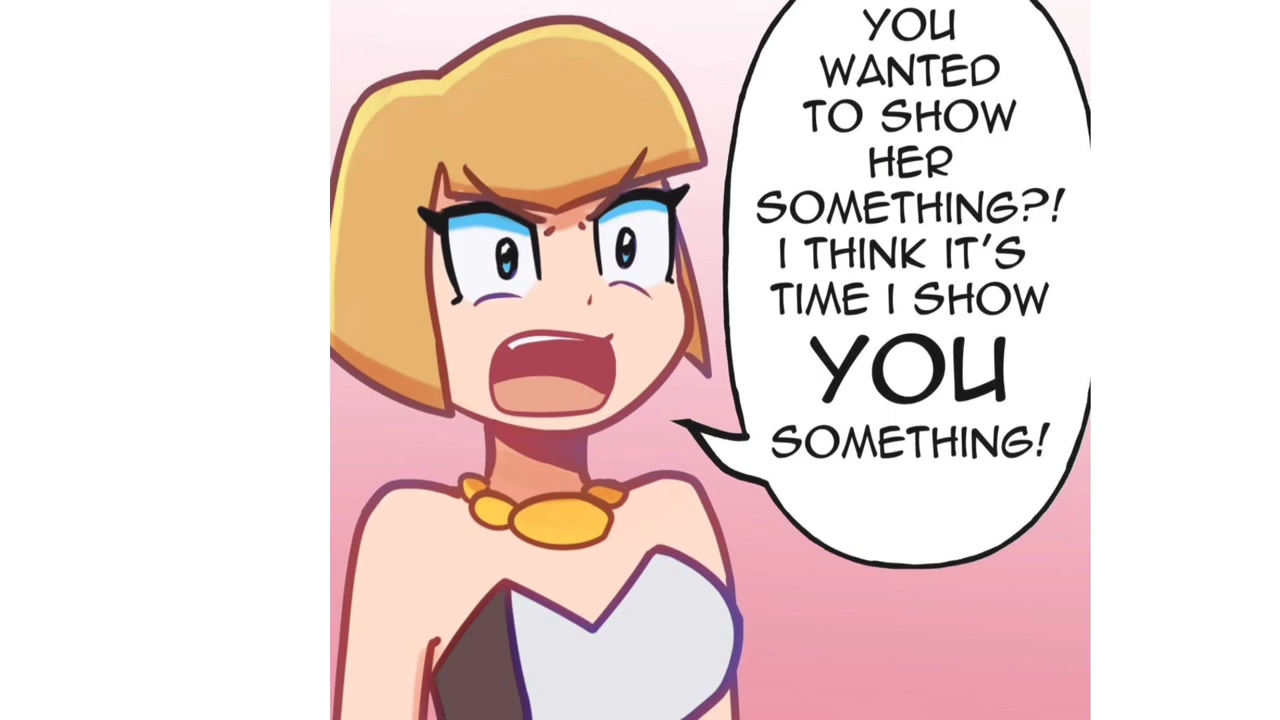 YOU
WANTED
TO SHOW
HER
SOMETHING?!
I THINK IT'S
TIME I SHOW
YOU
SOMETHING!